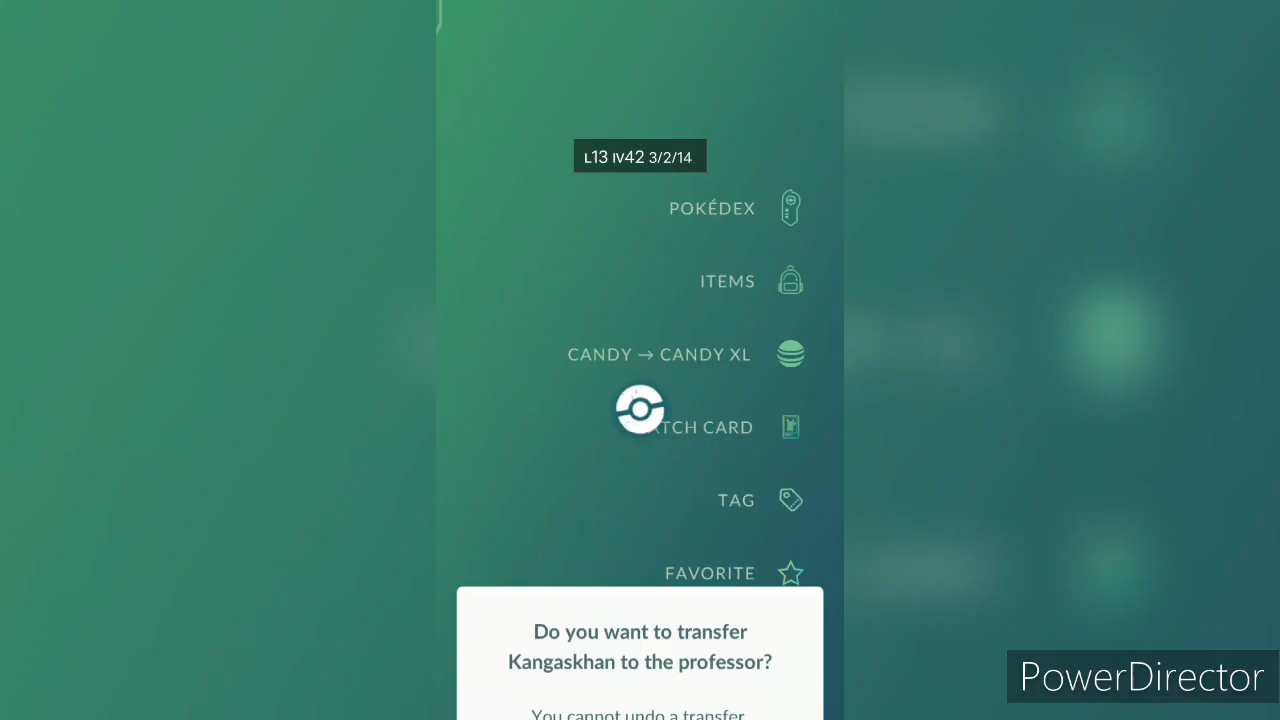 L13 IV42 3/2/14
POKÉDEX
ITEMS
CANDY → CANDY XL
CARD
TAG
FAVORITE
Do you want to transfer
Kangaskhan to the professor?
You cannot undo a transfer.
PowerDirector